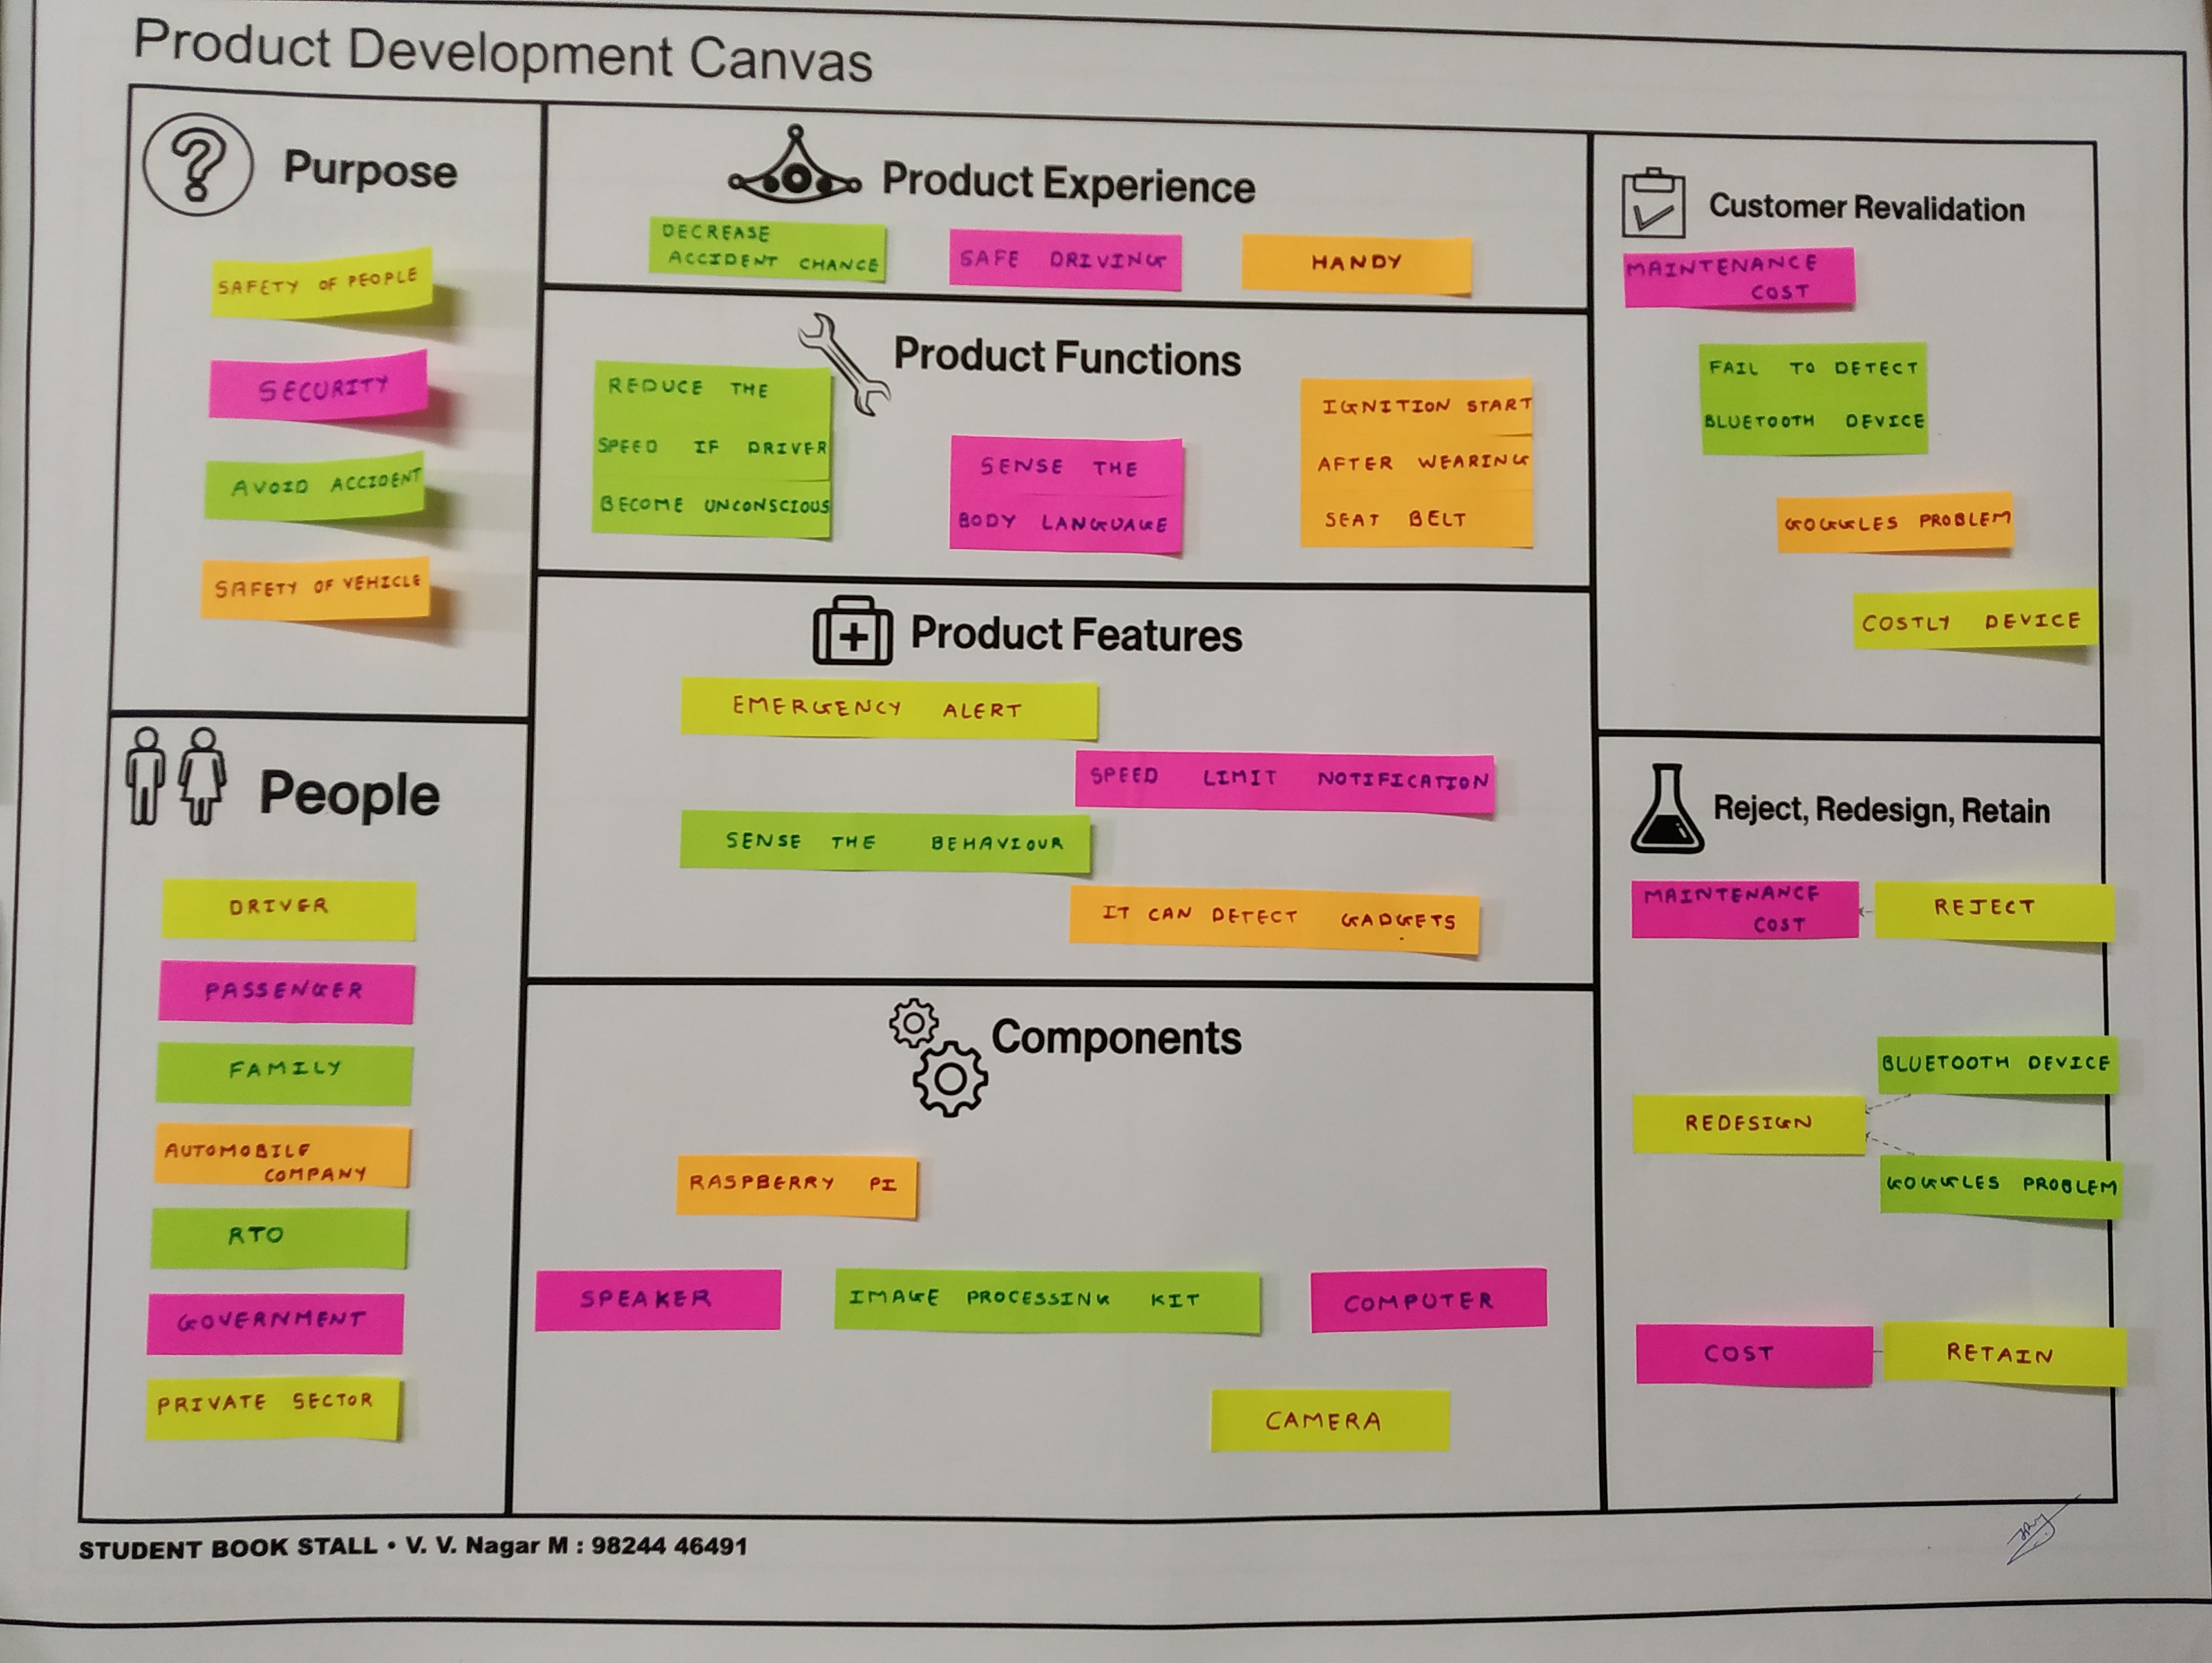 Product Development Canvas
Purpose
SAFETY OF PEOPLE
SECURITY
AVOID ACCIDENT
SAFETY OF VEHICLE
People
DRIVER
PASSENGER
FAMILY
AUTOMOBILE
COMPANY
RTO
GOVERNMENT
PRIVATE SECTOR
Product Experience
DECREASE
ACCIDENT CHANCE
SAFE DRIVING
HANDY
Product Functions
REDUCE THE
SPEED IF DRIVER
BECOME UNCONSCIOUS
SENSE THE
BODY LANGUAGE
IGNITION START
AFTER WEARING
SEAT BELT
Product Features
EMERGENCY ALERT
SPEED LIMIT NOTIFICATION
SENSE THE BEHAVIOUR
IT CAN DETECT GADGETS
Components
RASPBERRY PI
SPEAKER
IMAGE PROCESSING KIT
COMPUTER
CAMERA
Customer Revalidation
MAINTENANCE
COST
FAIL TO DETECT
BLUETOOTH DEVICE
GOGGLES PROBLEM
COSTLY DEVICE
Reject, Redesign, Retain
MAINTENANCE
COST
REJECT
BLUETOOTH DEVICE
REDESIGN
GOGGLES PROBLEM
COST
RETAIN
STUDENT BOOK STALL • V. V. Nagar M : 98244 46491